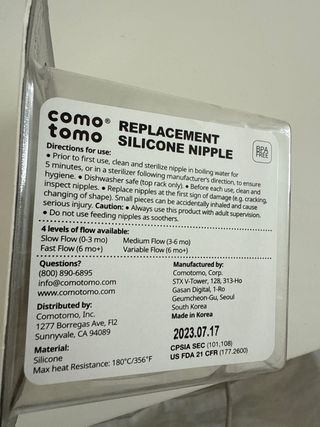 como® tomo
REPLACEMENT
SILICONE NIPPLE
BPA FREE
Directions for use:
● Prior to first use, clean and sterilize nipple in boiling water for
5 minutes, or in a sterilizer following manufacturer's direction, to ensure
hygiene. ● Dishwasher safe (top rack only). ● Before each use, clean and
inspect nipples. ● Replace nipples at the first sign of damage (e.g. cracking,
changing of shape). Small pieces can be accidentally inhaled and cause
serious injury. Caution: ● Always use this product with adult supervision.
● Do not use feeding nipples as soothers.
4 levels of flow available:
Slow Flow (0-3 mo) Medium Flow (3-6 mo)
Fast Flow (6 mo+) Variable Flow (6 mo+)
Questions?
(800) 890-6895
info@comotomo.com
www.comotomo.com
Distributed by:
Comotomo, Inc.
1277 Borregas Ave, Fl2
Sunnyvale, CA 94089
Material:
Silicone
Max heat Resistance: 180°C/356°F
Manufactured by:
Comotomo, Corp.
STX V-Tower, 128, 313-Ho
Gasan Digital, 1-Ro
Geumcheon-Gu, Seoul
South Korea
Made in Korea
2023.07.17
CPSIA SEC (101,108)
US FDA 21 CFR (177.2600)